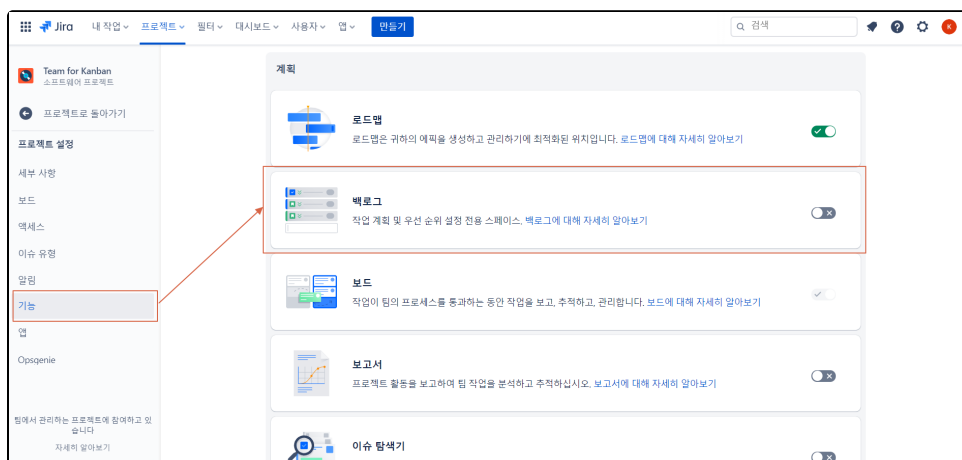 Jira 내 작업 프로젝트 필터 대시보드 사용자 앱 만들기 검색 K
Team for Kanban
소프트웨어 프로젝트
프로젝트로 돌아가기
프로젝트 설정
세부 사항
보드
액세스
이슈 유형
알림
기능
앱
Opsgenie
팀에서 관리하는 프로젝트에 참여하고 있
습니다
자세히 알아보기
계획
로드맵
로드맵은 귀하의 에픽을 생성하고 관리하기에 최적화된 위치입니다. 로드맵에 대해 자세히 알아보기
백로그
작업 계획 및 우선 순위 설정 전용 스페이스. 백로그에 대해 자세히 알아보기
보드
작업이 팀의 프로세스를 통과하는 동안 작업을 보고, 추적하고, 관리합니다. 보드에 대해 자세히 알아보기
보고서
프로젝트 활동을 보고하여 팀 작업을 분석하고 추적하십시오. 보고서에 대해 자세히 알아보기
이슈 탐색기